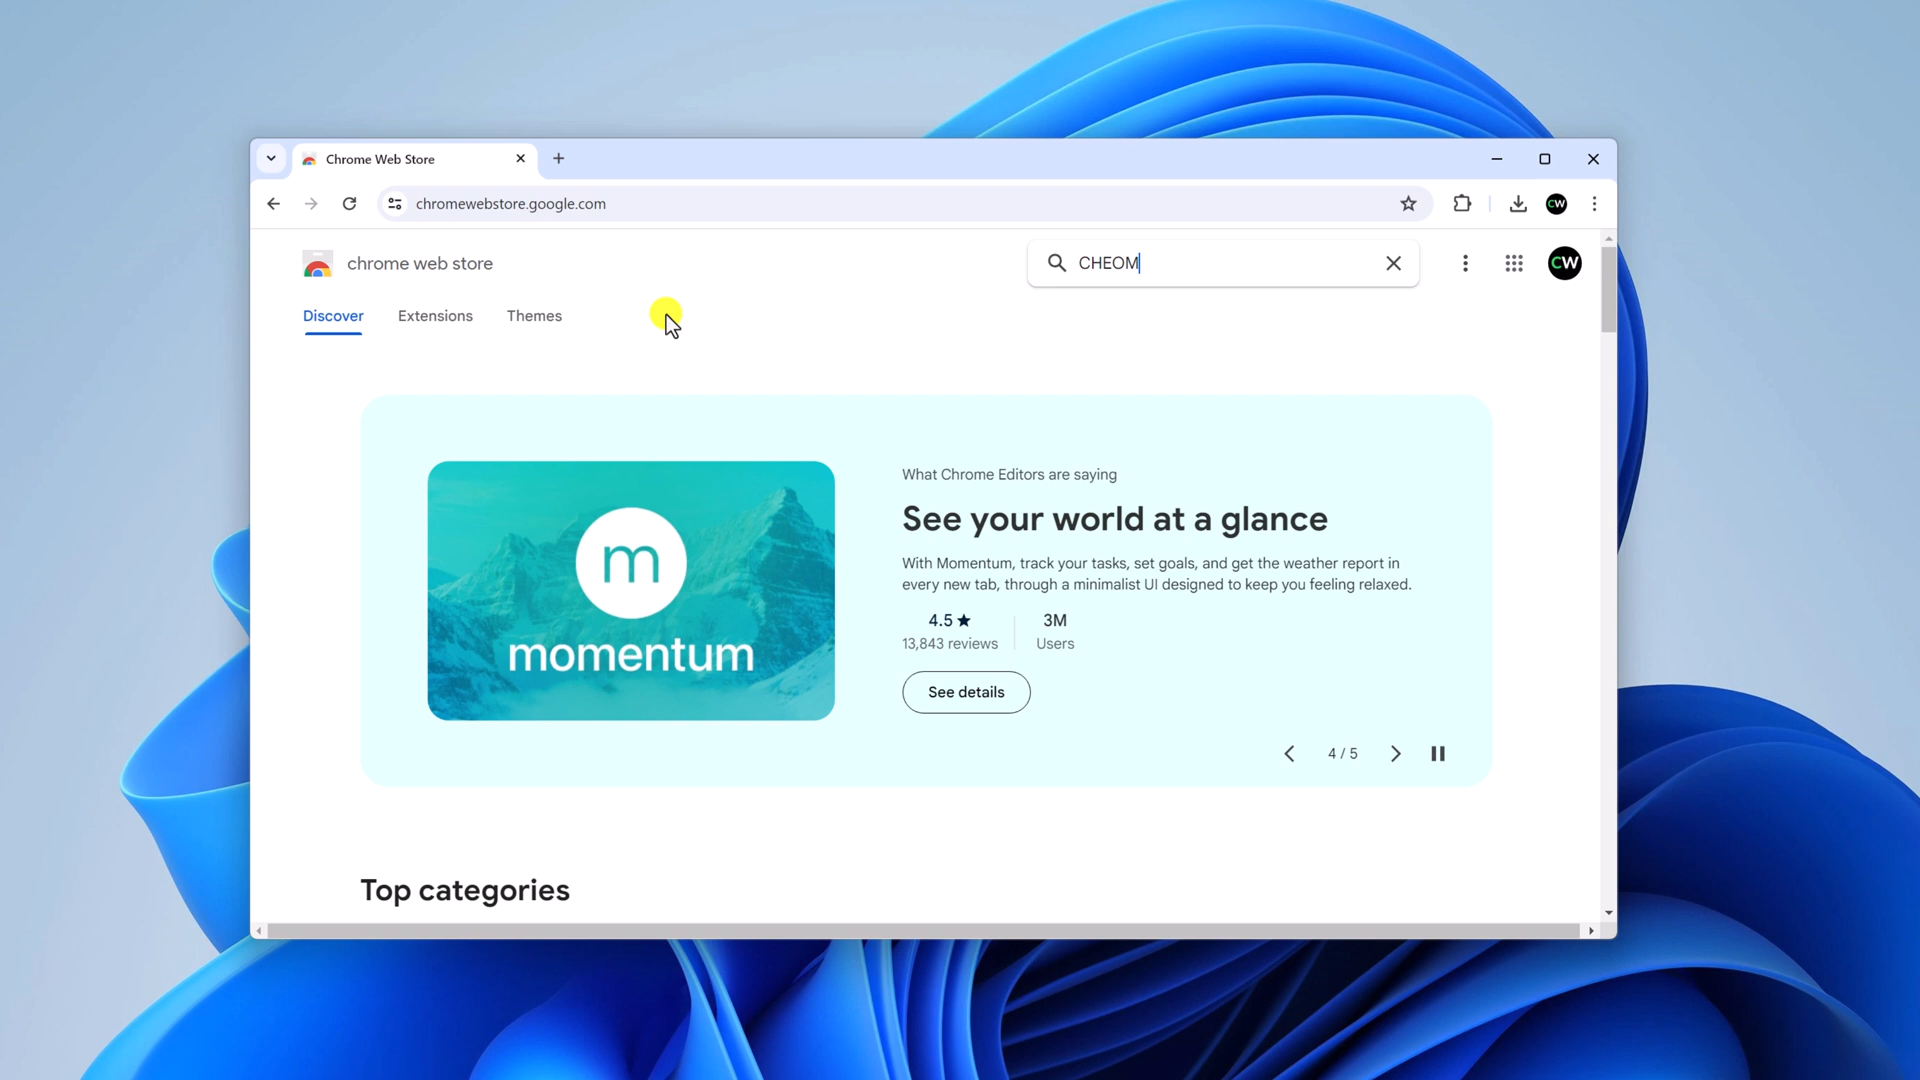 Chrome Web Store
chromewebstore.google.com
CW
chrome web store
CHEOM
CW
Discover
Extensions
Themes
m
momentum
What Chrome Editors are saying
See your world at a glance
With Momentum, track your tasks, set goals, and get the weather report in
every new tab, through a minimalist UI designed to keep you feeling relaxed.
4.5 ★
3M
13,843 reviews
Users
See details
4 / 5
Top categories